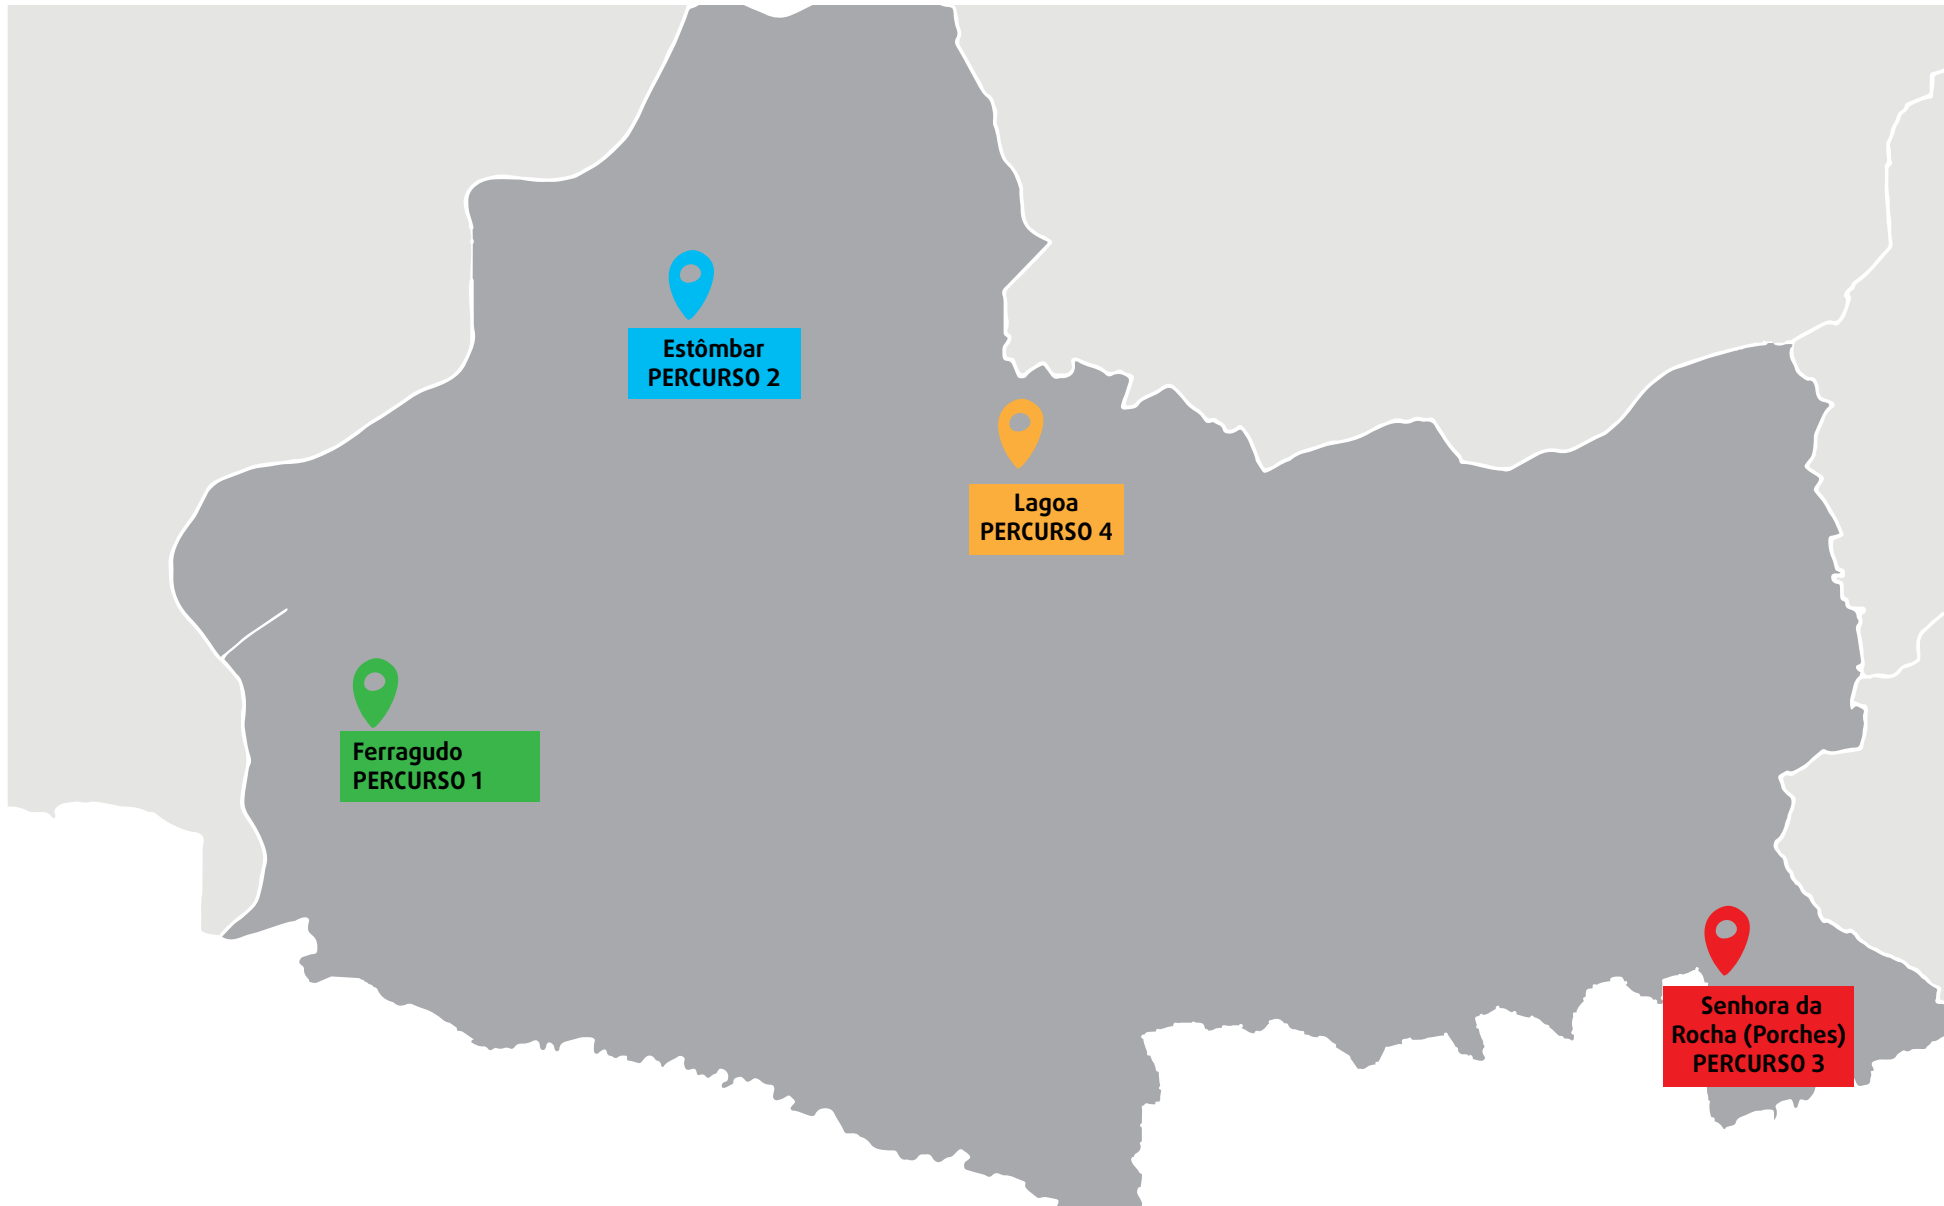 Estômbar
PERCURSO 2
Lagoa
PERCURSO 4
Ferragudo
PERCURSO 1
Senhora da
Rocha (Porches)
PERCURSO 3